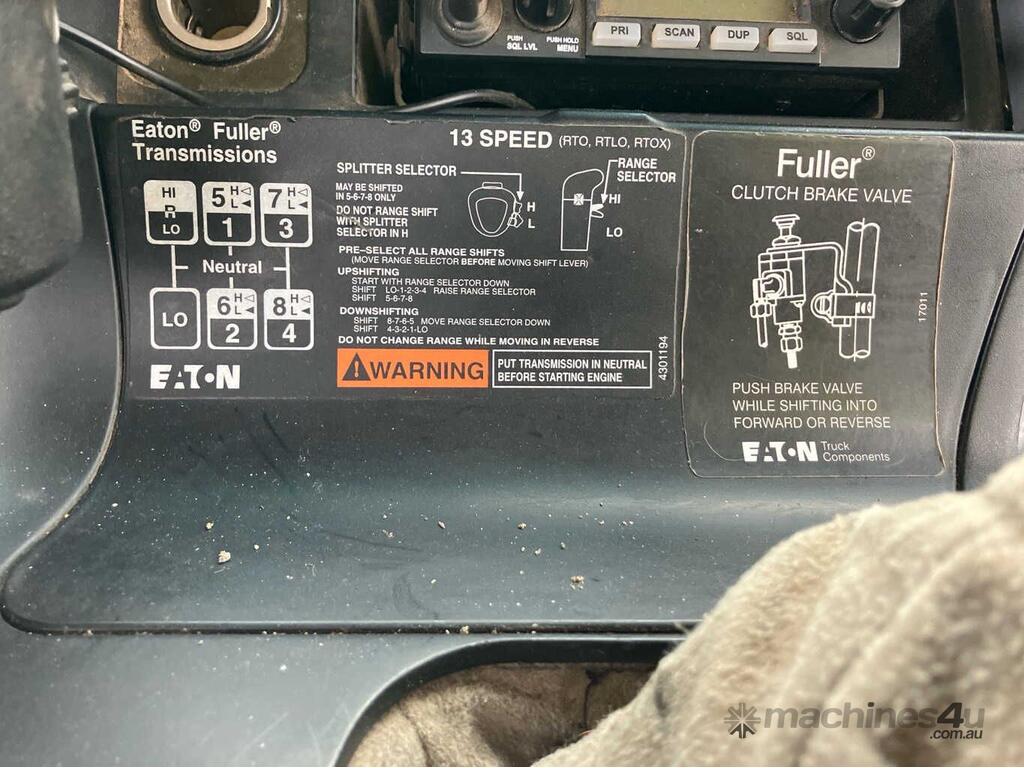 PUSH
SQL LVL
PUSH HOLD
MENU
PRI
SCAN
DUP
SQL
Eaton® Fuller®
Transmissions
13 SPEED (RTO, RTLO, RTOX)
HI
R
LO
5 H L
1
7 H L
3
Neutral
LO
6 H L
2
8 H L
4
EATON
SPLITTER SELECTOR
MAY BE SHIFTED
IN 5-6-7-8 ONLY
DO NOT RANGE SHIFT
WITH SPLITTER
SELECTOR IN H
H
L
RANGE
SELECTOR
HI
LO
PRE–SELECT ALL RANGE SHIFTS
(MOVE RANGE SELECTOR BEFORE MOVING SHIFT LEVER)
UPSHIFTING
START WITH RANGE SELECTOR DOWN
SHIFT LO-1-2-3-4 RAISE RANGE SELECTOR
SHIFT 5-6-7-8
DOWNSHIFTING
SHIFT 8-7-6-5 MOVE RANGE SELECTOR DOWN
SHIFT 4-3-2-1-LO
DO NOT CHANGE RANGE WHILE MOVING IN REVERSE
WARNING
PUT TRANSMISSION IN NEUTRAL
BEFORE STARTING ENGINE
4301194
Fuller®
CLUTCH BRAKE VALVE
17011
PUSH BRAKE VALVE
WHILE SHIFTING INTO
FORWARD OR REVERSE
EATON Truck
Components
machines4u
.com.au